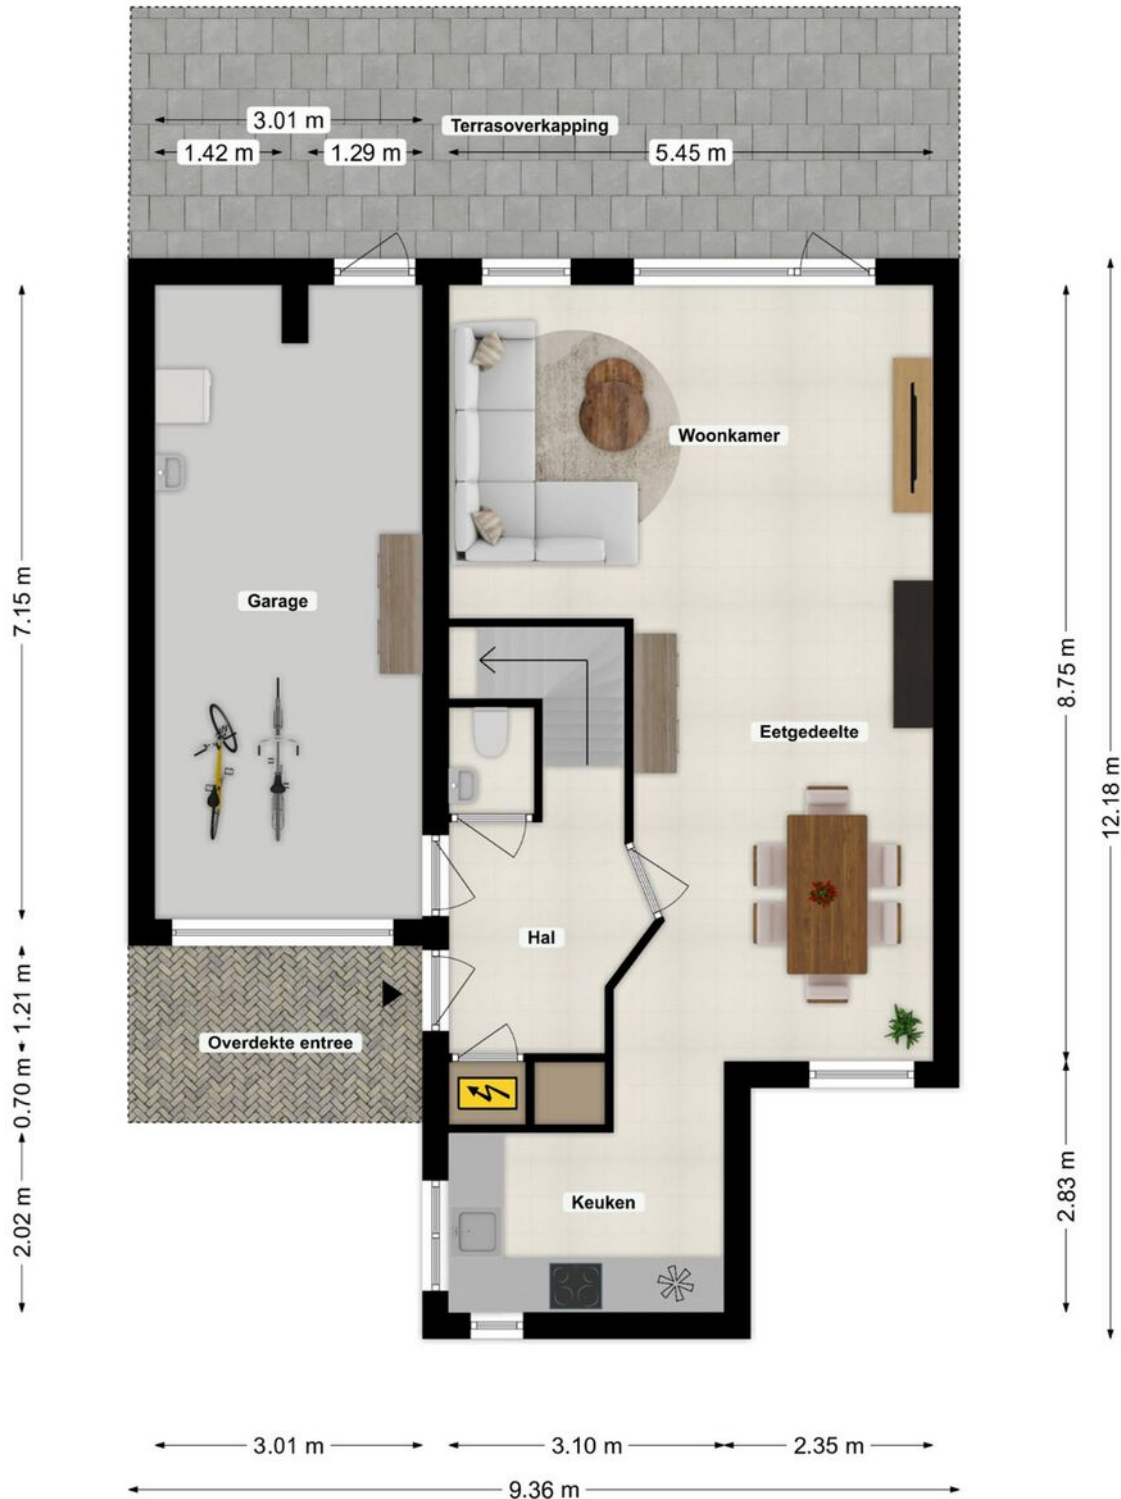 3.01 m
Terrasoverkapping
1.42 m
1.29 m
5.45 m
Woonkamer
7.15 m
Garage
8.75 m
Eetgedeelte
12.18 m
Hal
1.21 m
Overdekte entree
0.70 m
2.83 m
Keuken
2.02 m
3.01 m
3.10 m
2.35 m
9.36 m